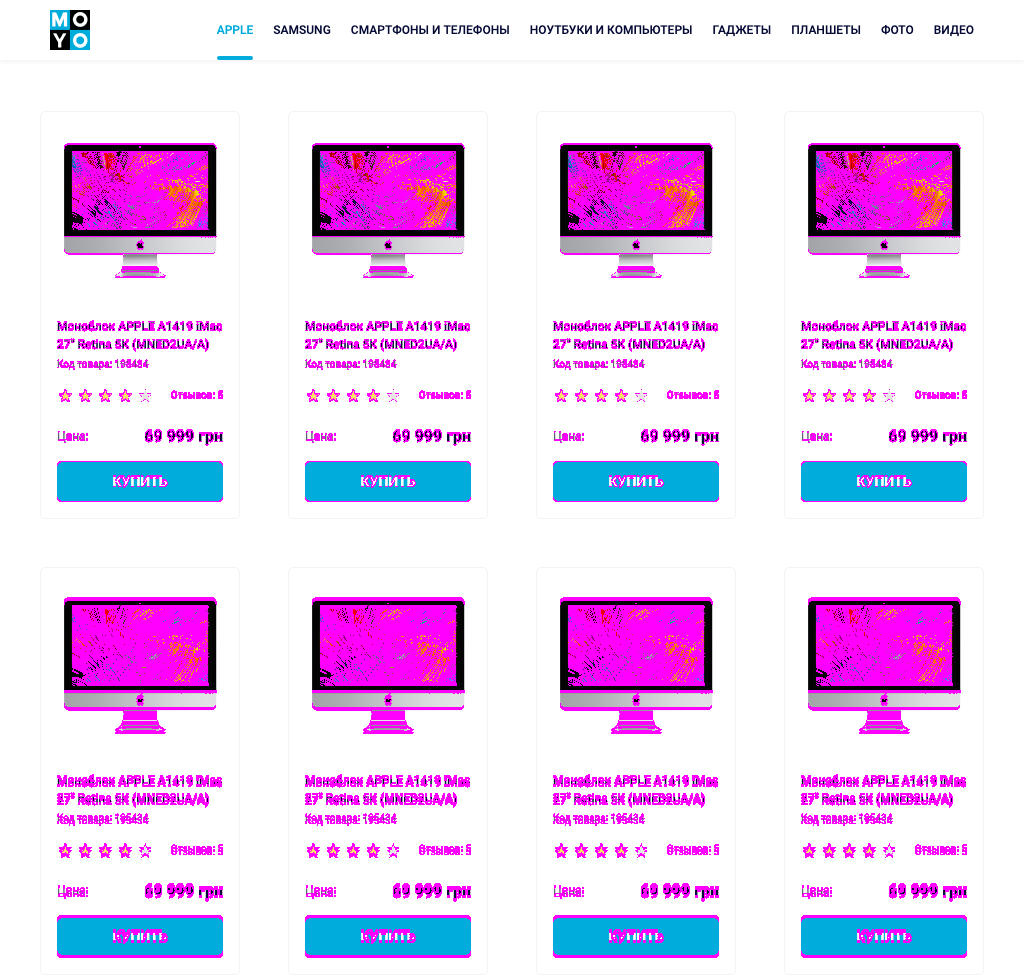 MOYO
APPLE SAMSUNG СМАРТФОНЫ И ТЕЛЕФОНЫ НОУТБУКИ И КОМПЬЮТЕРЫ ГАДЖЕТЫ ПЛАНШЕТЫ ФОТО ВИДЕО
Моноблок APPLE A1419 iMac
27" Retina 5K (MNED2UA/A)
Код товара: 195434
Отзывов: 5
Цена: 69 999 грн
КУПИТЬ
Моноблок APPLE A1419 iMac
27" Retina 5K (MNED2UA/A)
Код товара: 195434
Отзывов: 5
Цена: 69 999 грн
КУПИТЬ
Моноблок APPLE A1419 iMac
27" Retina 5K (MNED2UA/A)
Код товара: 195434
Отзывов: 5
Цена: 69 999 грн
КУПИТЬ
Моноблок APPLE A1419 iMac
27" Retina 5K (MNED2UA/A)
Код товара: 195434
Отзывов: 5
Цена: 69 999 грн
КУПИТЬ
Моноблок APPLE A1419 iMac
27" Retina 5K (MNED2UA/A)
Код товара: 195434
Отзывов: 5
Цена: 69 999 грн
КУПИТЬ
Моноблок APPLE A1419 iMac
27" Retina 5K (MNED2UA/A)
Код товара: 195434
Отзывов: 5
Цена: 69 999 грн
КУПИТЬ
Моноблок APPLE A1419 iMac
27" Retina 5K (MNED2UA/A)
Код товара: 195434
Отзывов: 5
Цена: 69 999 грн
КУПИТЬ
Моноблок APPLE A1419 iMac
27" Retina 5K (MNED2UA/A)
Код товара: 195434
Отзывов: 5
Цена: 69 999 грн
КУПИТЬ